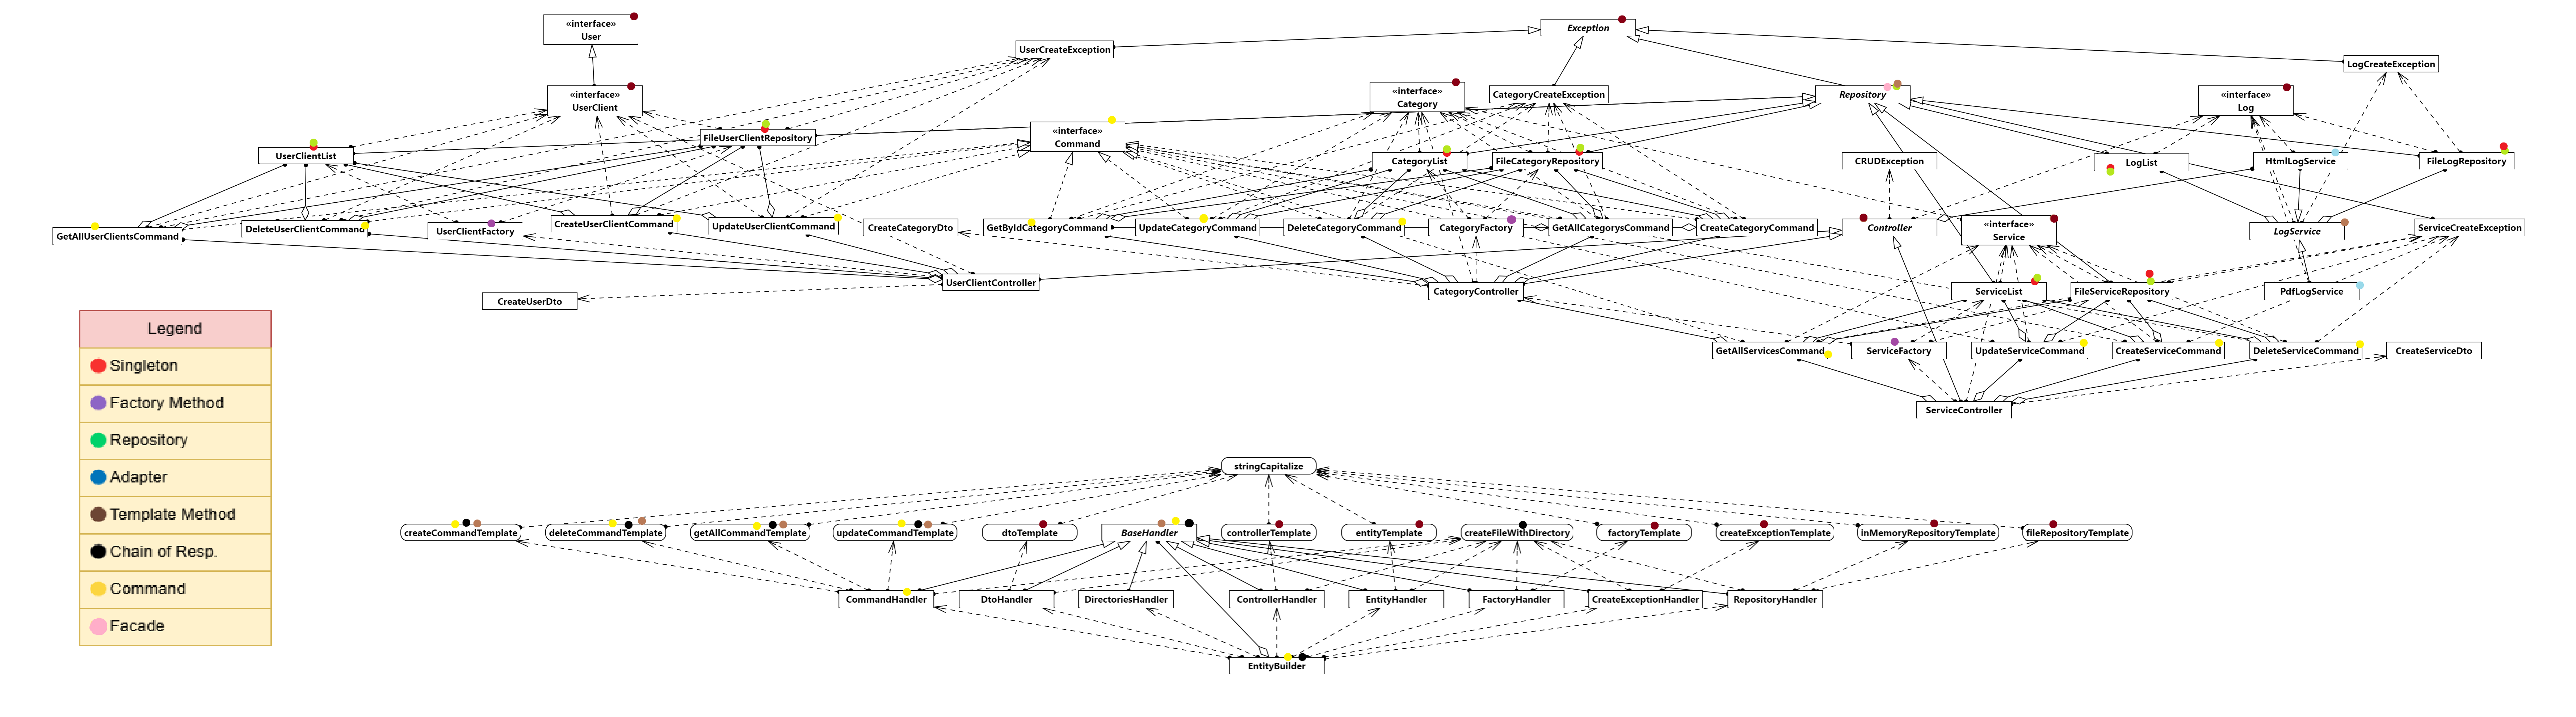 «interface»
User
Exception
UserCreateException
LogCreateException
«interface»
UserClient
«interface»
Category
CategoryCreateException
Repository
«interface»
Log
FileUserClientRepository
«interface»
Command
UserClientList
CategoryList
FileCategoryRepository
CRUDException
LogList
HtmlLogService
FileLogRepository
GetAllUserClientsCommand
DeleteUserClientCommand
UserClientFactory
CreateUserClientCommand
UpdateUserClientCommand
CreateCategoryDto
GetByIdCategoryCommand
UpdateCategoryCommand
DeleteCategoryCommand
CategoryFactory
GetAllCategorysCommand
CreateCategoryCommand
Controller
«interface»
Service
LogService
ServiceCreateException
UserClientController
CreateUserDto
CategoryController
ServiceList
FileServiceRepository
PdfLogService
GetAllServicesCommand
ServiceFactory
UpdateServiceCommand
CreateServiceCommand
DeleteServiceCommand
CreateServiceDto
ServiceController
Legend
Singleton
Factory Method
Repository
Adapter
Template Method
Chain of Resp.
Command
Facade
stringCapitalize
createCommandTemplate
deleteCommandTemplate
getAllCommandTemplate
updateCommandTemplate
dtoTemplate
BaseHandler
controllerTemplate
entityTemplate
createFileWithDirectory
factoryTemplate
createExceptionTemplate
inMemoryRepositoryTemplate
fileRepositoryTemplate
CommandHandler
DtoHandler
DirectoriesHandler
ControllerHandler
EntityHandler
FactoryHandler
CreateExceptionHandler
RepositoryHandler
EntityBuilder